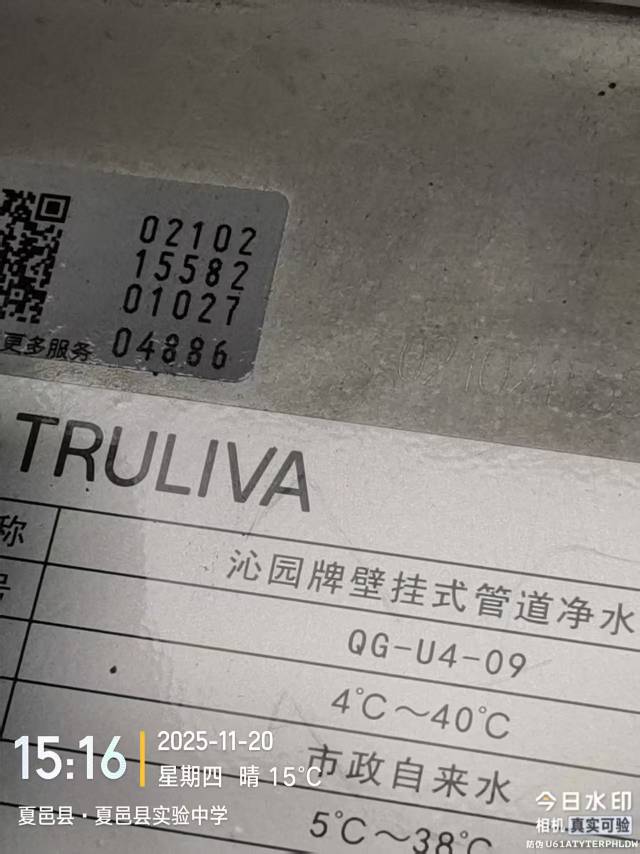 02102
15582
01027
更多服务 04886
TRULIVA
称 沁园牌壁挂式管道净水
号 QG-U4-09
4℃～40℃
市政自来水
5℃～38℃
15:16
2025-11-20
星期四 晴 15℃
夏邑县·夏邑县实验中学
今日水印
相机 真实可验
防伪 U61ATYTERPHLDW